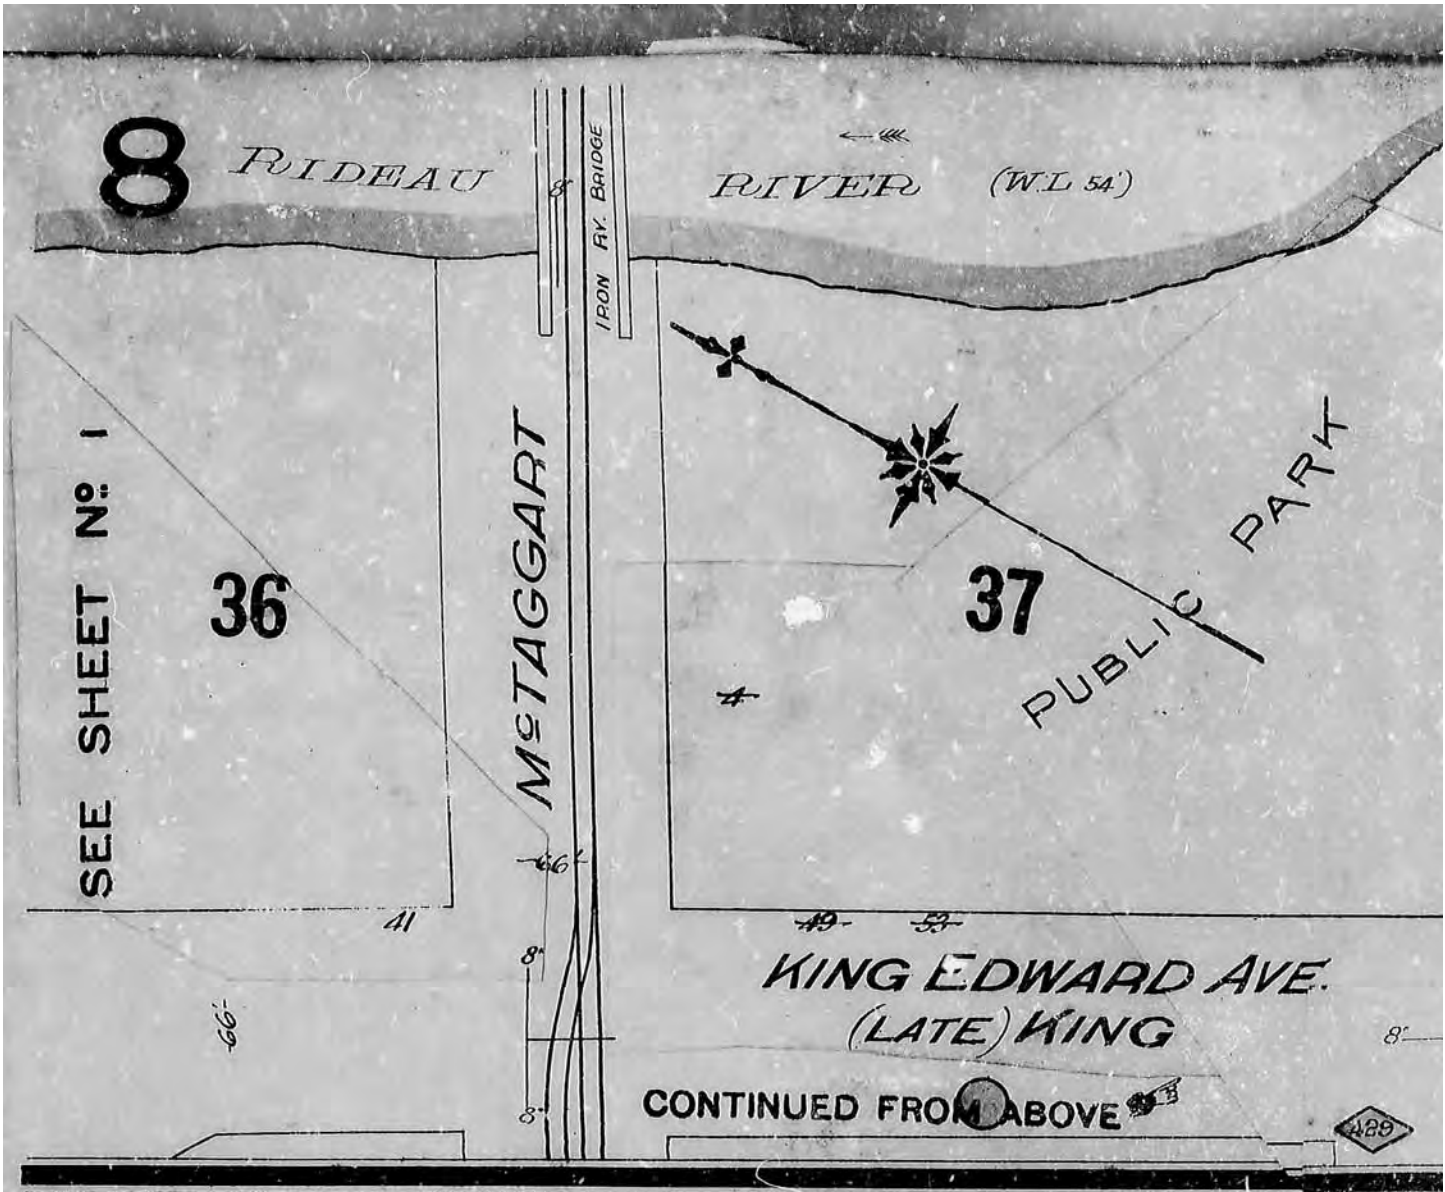 8
RIDEAU RIVER (W.L 54')
8"
IRON RY. BRIDGE
SEE SHEET No. 1
36
McTAGGART
37
PUBLIC PARK
4
66'
41
49
53
8"
KING EDWARD AVE.
(LATE) KING
66'
8"
8"
CONTINUED FROM ABOVE
429